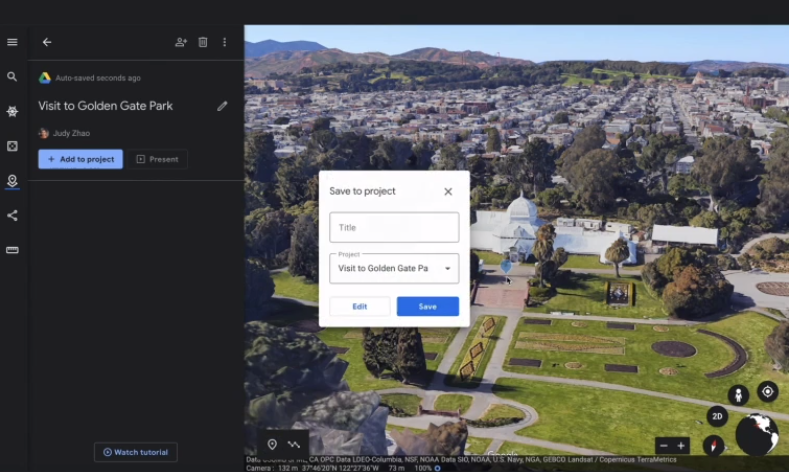 Auto-saved seconds ago
Visit to Golden Gate Park
Judy Zhao
+ Add to project
Present
Save to project
Title
Project
Visit to Golden Gate Pa
Edit
Save
2D
Watch tutorial
Google
CA OPC Data LDEO-Columbia, NSF, NOAA Data SIO, NOAA, U.S. Navy, NGA, GEBCO Landsat / Copernicus TerraMetrics
Camera: 132 m 37°46'20"N 122°27'36"W 73 m 100%